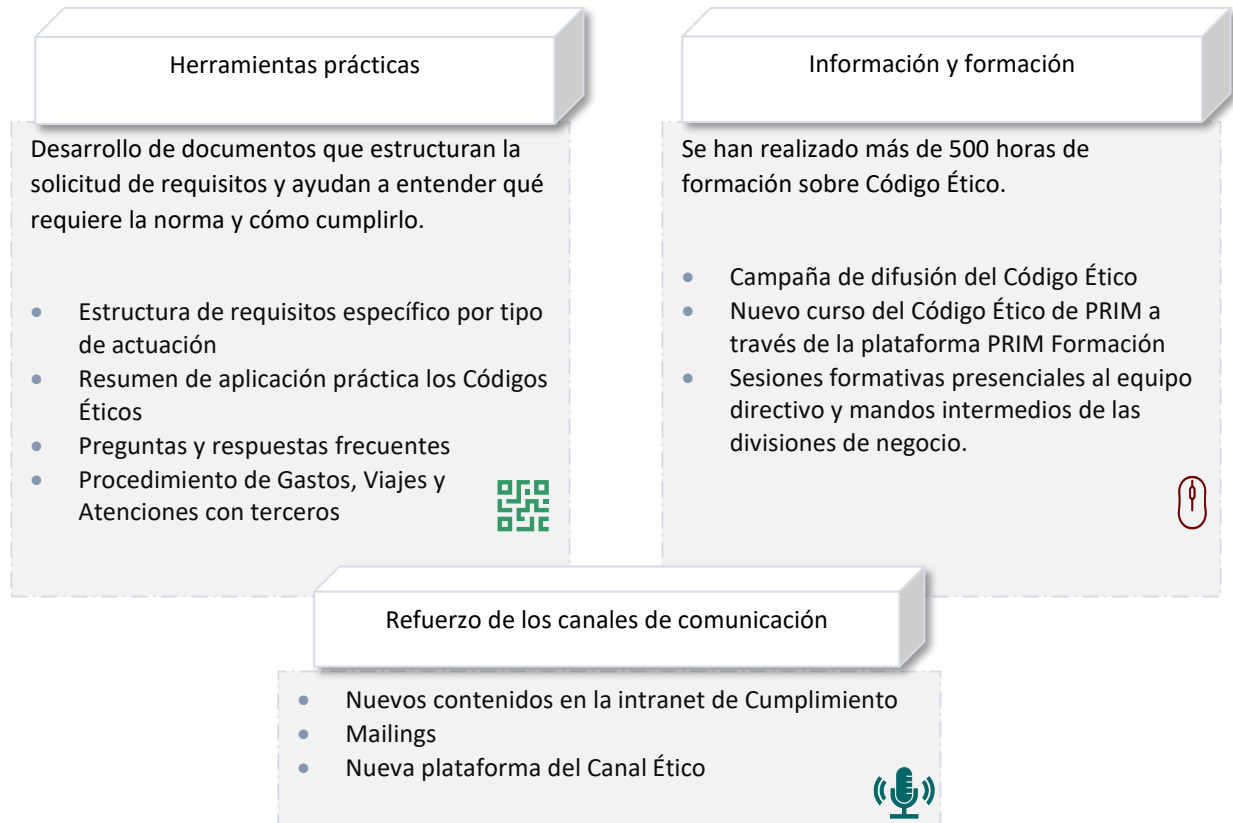 Herramientas prácticas
Desarrollo de documentos que estructuran la
solicitud de requisitos y ayudan a entender qué
requiere la norma y cómo cumplirlo.
• Estructura de requisitos específico por tipo
de actuación
• Resumen de aplicación práctica los Códigos
Éticos
• Preguntas y respuestas frecuentes
• Procedimiento de Gastos, Viajes y
Atenciones con terceros
Información y formación
Se han realizado más de 500 horas de
formación sobre Código Ético.
• Campaña de difusión del Código Ético
• Nuevo curso del Código Ético de PRIM a
través de la plataforma PRIM Formación
• Sesiones formativas presenciales al equipo
directivo y mandos intermedios de las
divisiones de negocio.
Refuerzo de los canales de comunicación
• Nuevos contenidos en la intranet de Cumplimiento
• Mailings
• Nueva plataforma del Canal Ético